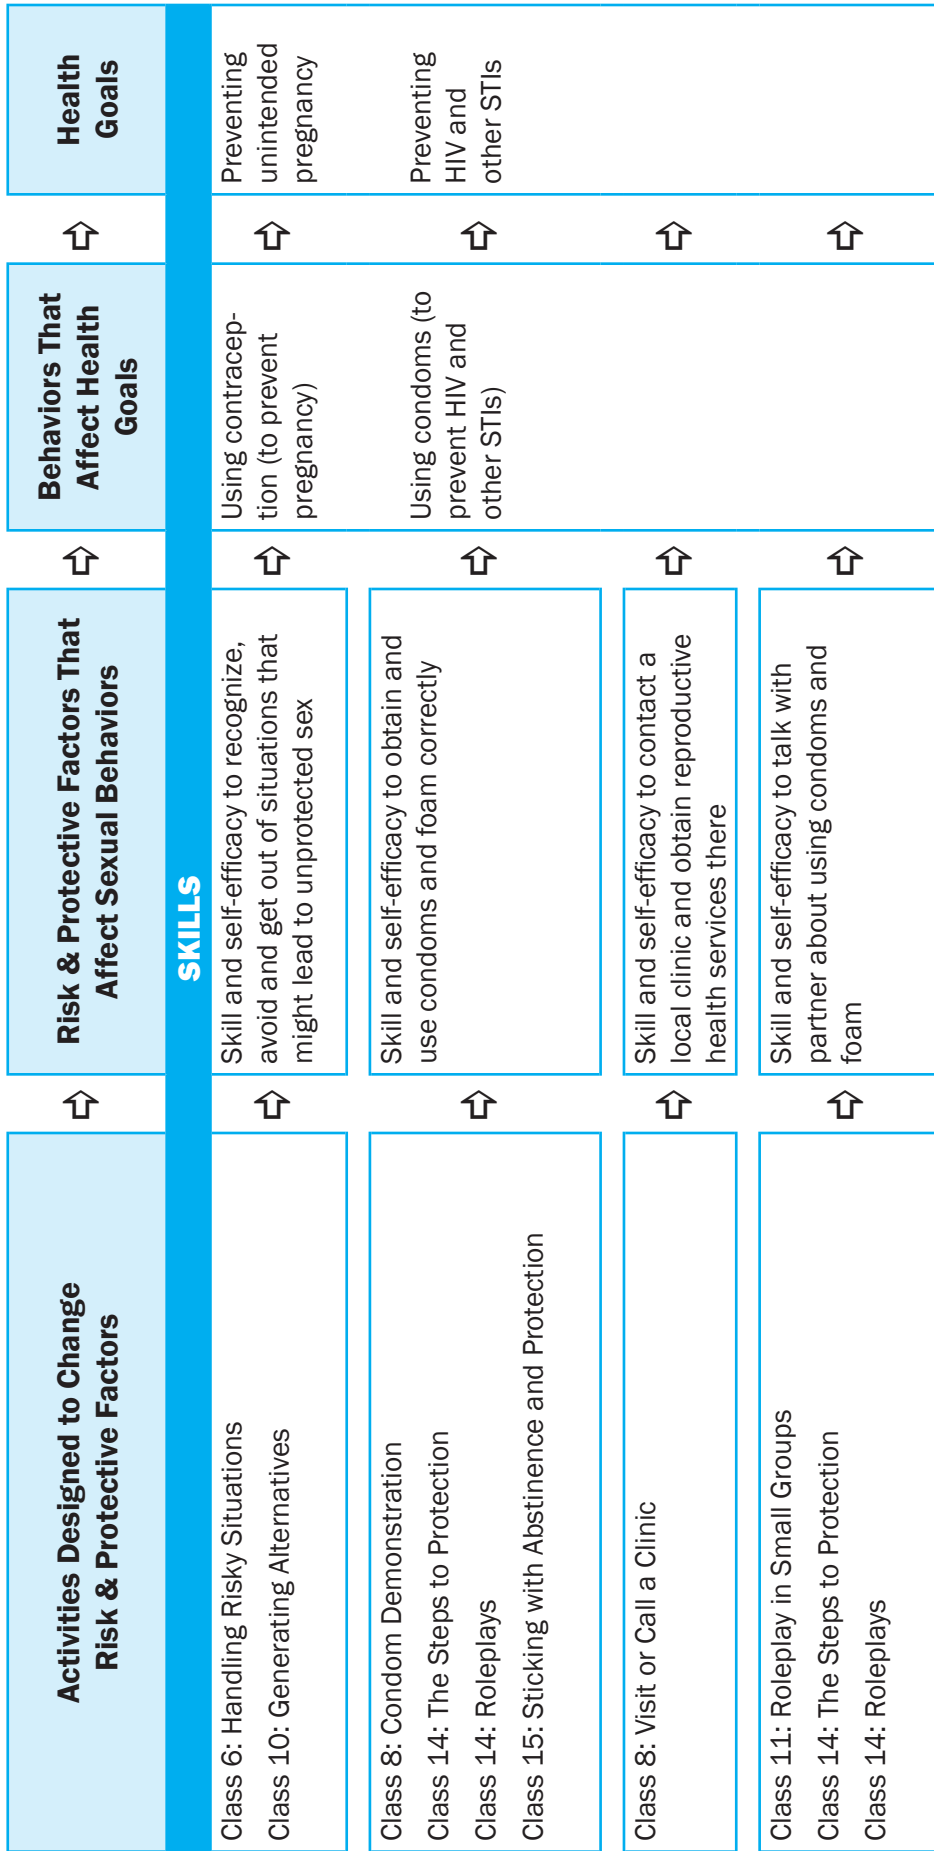 Activities Designed to Change
Risk & Protective Factors
Risk & Protective Factors That
Affect Sexual Behaviors
Behaviors That
Affect Health
Goals
Health
Goals
SKILLS
Class 6: Handling Risky Situations
Class 10: Generating Alternatives
Skill and self-efficacy to recognize,
avoid and get out of situations that
might lead to unprotected sex
Using contracep-
tion (to prevent
pregnancy)
Preventing
unintended
pregnancy
Class 8: Condom Demonstration
Class 14: The Steps to Protection
Class 14: Roleplays
Class 15: Sticking with Abstinence and Protection
Skill and self-efficacy to obtain and
use condoms and foam correctly
Using condoms (to
prevent HIV and
other STIs)
Preventing
HIV and
other STIs
Class 8: Visit or Call a Clinic
Skill and self-efficacy to contact a
local clinic and obtain reproductive
health services there
Class 11: Roleplay in Small Groups
Class 14: The Steps to Protection
Class 14: Roleplays
Skill and self-efficacy to talk with
partner about using condoms and
foam